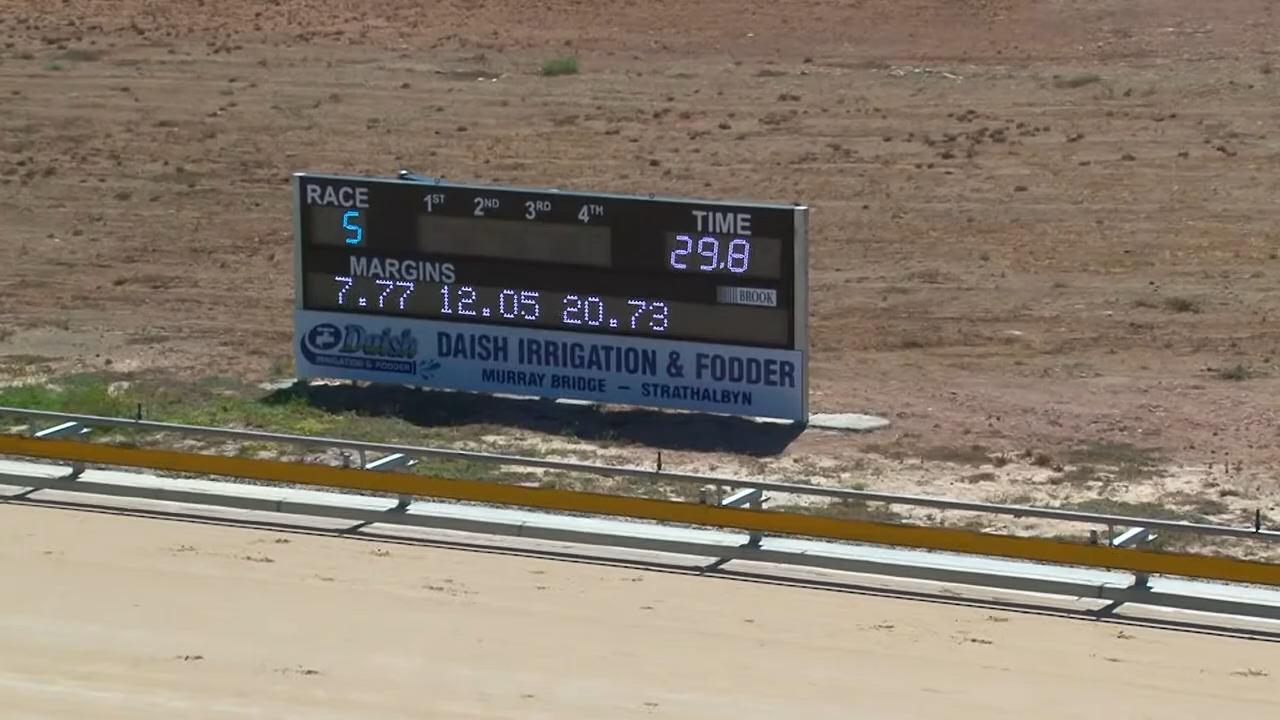 RACE 1ST 2ND 3RD 4TH TIME
5 29.8
MARGINS
BROOK
7.77 12.05 20.73
Daish
IRRIGATION & FODDER
DAISH IRRIGATION & FODDER
MURRAY BRIDGE — STRATHALBYN